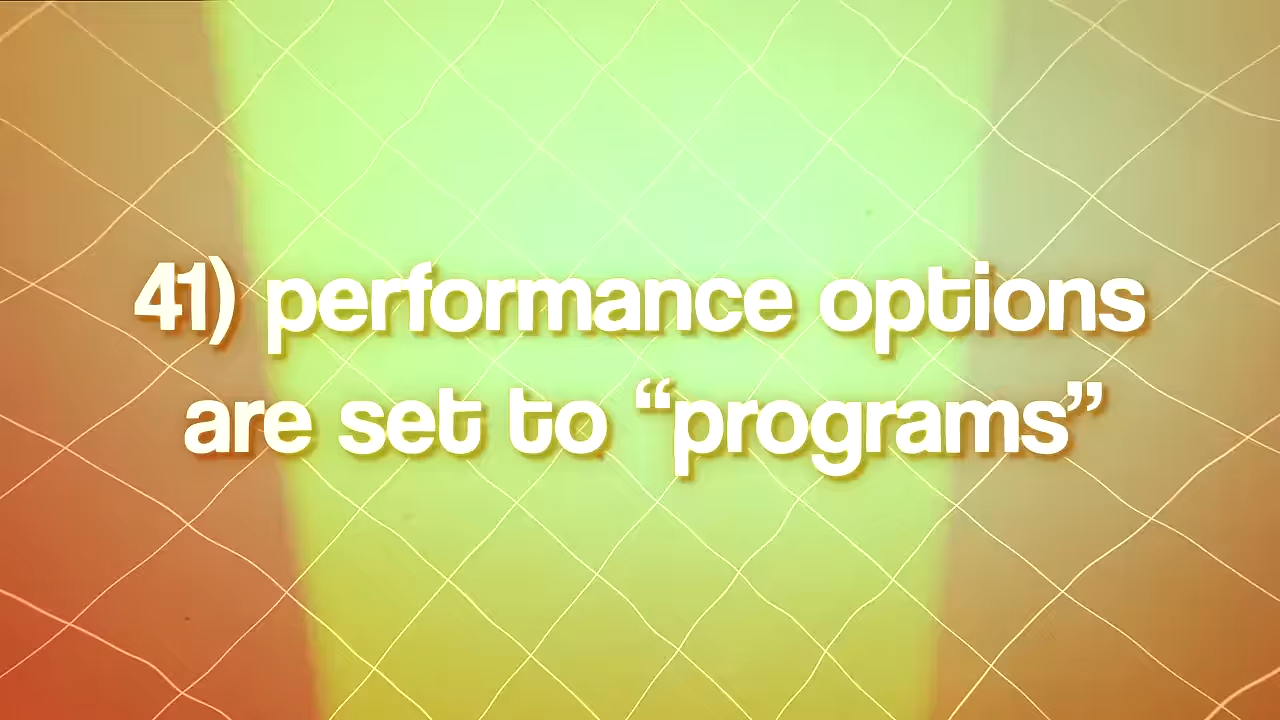 41) performance options
are set to “programs”